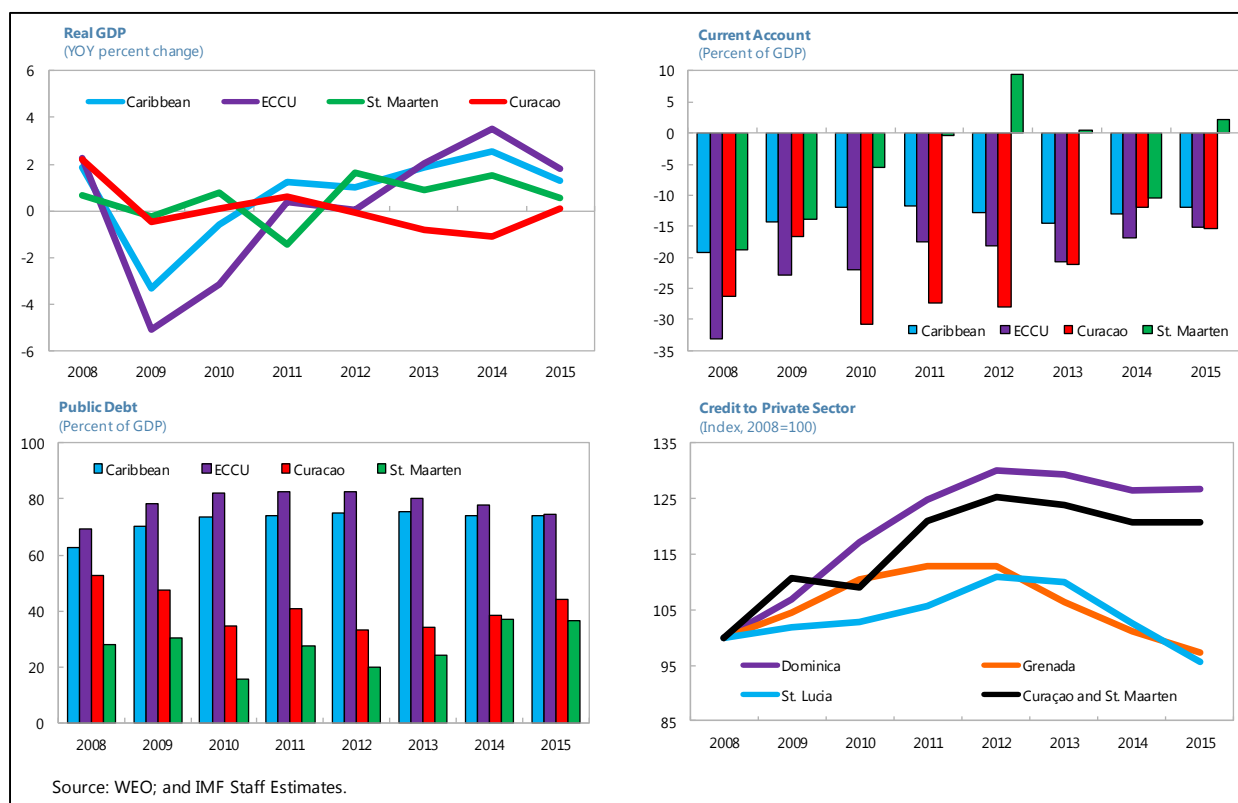 Real GDP
(YOY percent change)
6
4
2
0
-2
-4
-6
Caribbean ECCU St. Maarten Curacao
2008 2009 2010 2011 2012 2013 2014 2015
Current Account
(Percent of GDP)
10
5
0
-5
-10
-15
-20
-25
-30
-35
Caribbean ECCU Curacao St. Maarten
2008 2009 2010 2011 2012 2013 2014 2015
Public Debt
(Percent of GDP)
100
80
60
40
20
0
Caribbean ECCU Curacao St. Maarten
2008 2009 2010 2011 2012 2013 2014 2015
Credit to Private Sector
(Index, 2008=100)
135
125
115
105
95
85
Dominica Grenada
St. Lucia Curaçao and St. Maarten
2008 2009 2010 2011 2012 2013 2014 2015
Source: WEO; and IMF Staff Estimates.